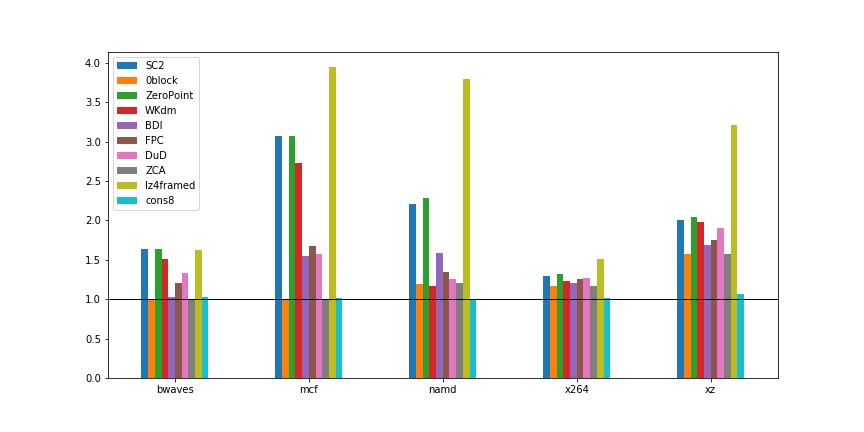 4.0
3.5
3.0
2.5
2.0
1.5
1.0
0.5
0.0
SC2
0block
ZeroPoint
WKdm
BDI
FPC
DuD
ZCA
lz4framed
cons8
bwaves mcf namd x264 xz